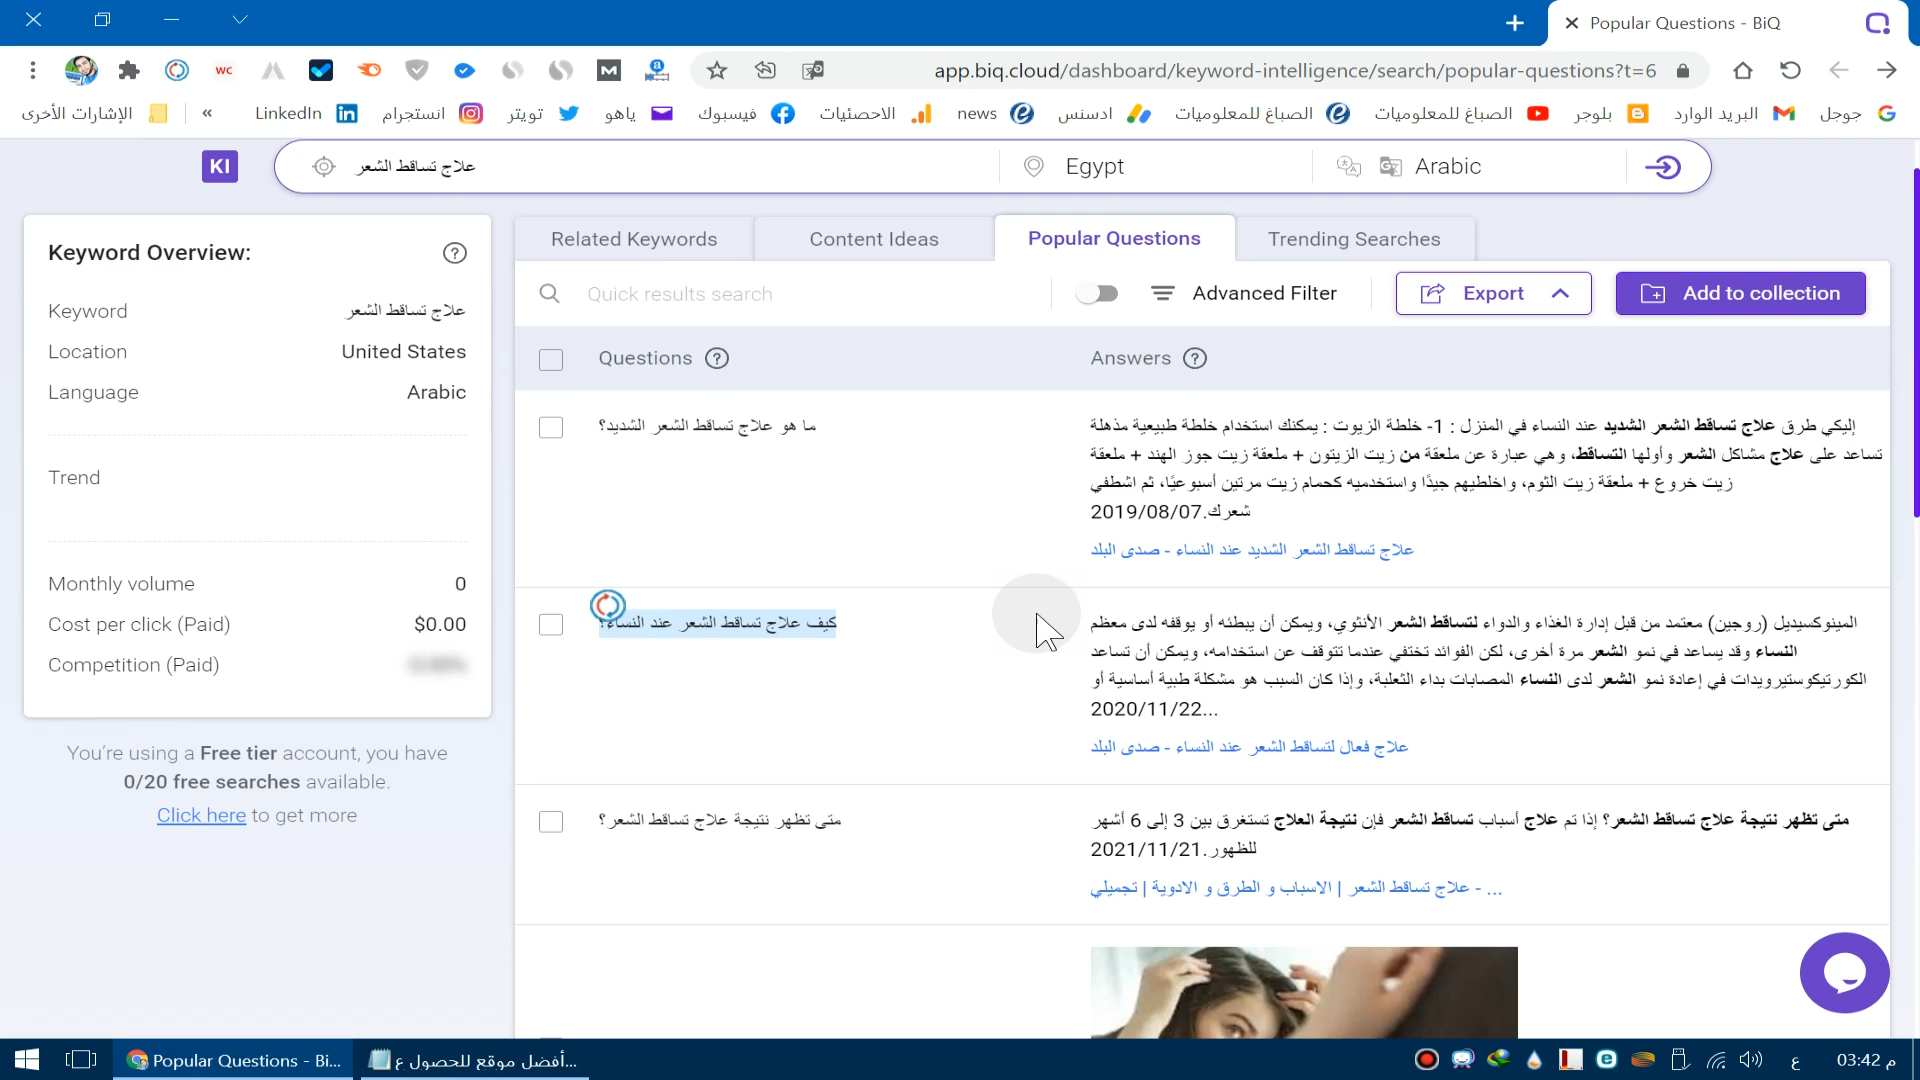 Popular Questions - BiQ
app.biq.cloud/dashboard/keyword-intelligence/search/popular-questions?t=6
جوجل
البريد الوارد
بلوجر
الصباغ للمعلوميات
الصباغ للمعلوميات
ادسنس
news
الاحصئيات
فيسبوك
ياهو
تويتر
انستجرام
LinkedIn
»
الإشارات الأخرى
KI
علاج تساقط الشعر
Egypt
Arabic
Keyword Overview:
Keyword علاج تساقط الشعر
Location United States
Language Arabic
Trend
Monthly volume 0
Cost per click (Paid) $0.00
Competition (Paid)
You're using a Free tier account, you have
0/20 free searches available.
Click here to get more
Related Keywords
Content Ideas
Popular Questions
Trending Searches
Quick results search
Advanced Filter
Export
Add to collection
Questions
Answers
ما هو علاج تساقط الشعر الشديد؟
إليكي طرق علاج تساقط الشعر الشديد عند النساء في المنزل : 1- خلطة الزيوت : يمكنك استخدام خلطة طبيعية مذهلة
تساعد على علاج مشاكل الشعر وأولها التساقط، وهي عبارة عن ملعقة من زيت الزيتون + ملعقة زيت جوز الهند + ملعقة
زيت خروع + ملعقة زيت الثوم، واخلطيهم جيدًا واستخدميه كحمام زيت مرتين أسبوعيًا، ثم اشطفي
شعرك.2019/08/07
علاج تساقط الشعر الشديد عند النساء - صدى البلد
كيف علاج تساقط الشعر عند النساء؟
المينوكسيديل (روجين) معتمد من قبل إدارة الغذاء والدواء لتساقط الشعر الأنثوي، ويمكن أن يبطئه أو يوقفه لدى معظم
النساء وقد يساعد في نمو الشعر مرة أخرى، لكن الفوائد تختفي عندما تتوقف عن استخدامه، ويمكن أن تساعد
الكورتيكوستيرويدات في إعادة نمو الشعر لدى النساء المصابات بداء الثعلبة، وإذا كان السبب هو مشكلة طبية أساسية أو
2020/11/22...
علاج فعال لتساقط الشعر عند النساء - صدى البلد
متى تظهر نتيجة علاج تساقط الشعر؟
متى تظهر نتيجة علاج تساقط الشعر؟ إذا تم علاج أسباب تساقط الشعر فإن نتيجة العلاج تستغرق بين 3 إلى 6 أشهر
للظهور.2021/11/21
علاج تساقط الشعر | الاسباب و الطرق و الادوية | تجميلي - ...
Popular Questions - Bi...
أفضل موقع للحصول ع...
ع
03:42 م